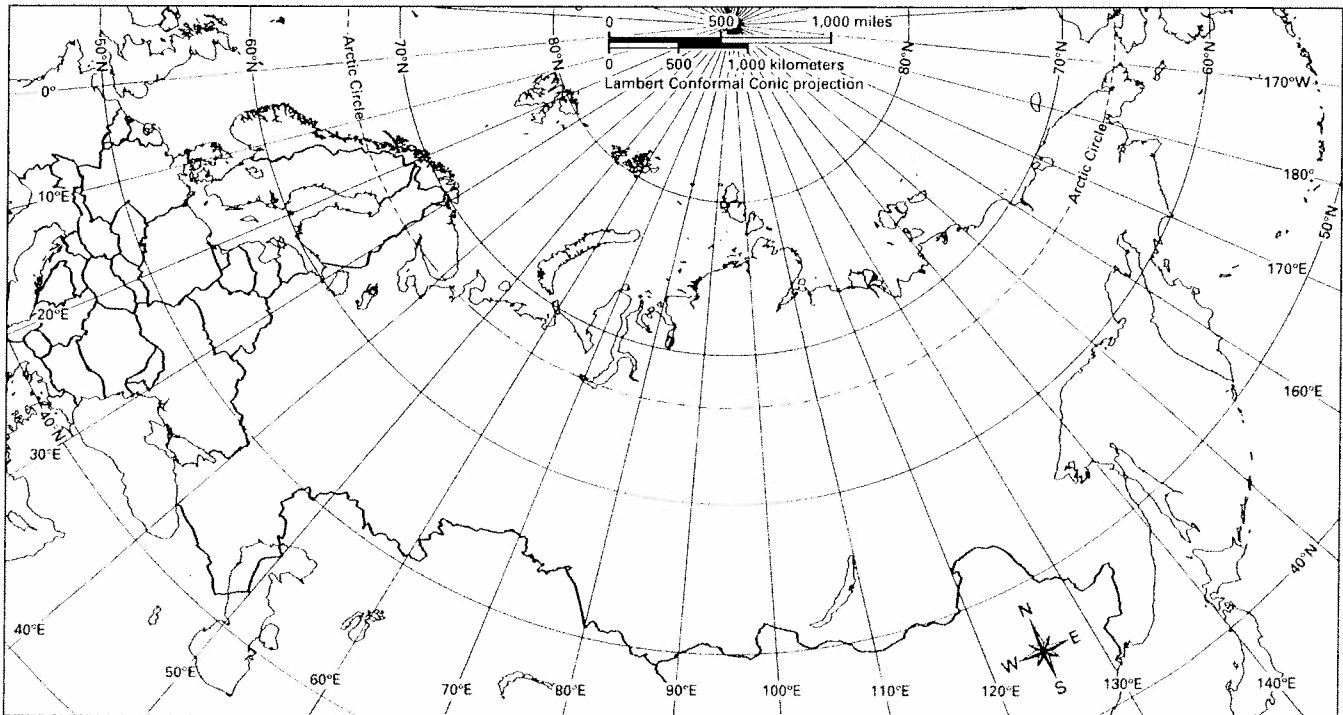 0 500 1,000 miles
0 500 1,000 kilometers
Lambert Conformal Conic projection
50°N
60°N
Arctic Circle
70°N
80°N
80°N
70°N
60°N
0°
170°W
10°E
Arctic Circle
180°
50°N
20°E
170°E
160°E
40°N
30°E
40°N
N
W E
S
40°E
50°E
60°E
70°E
80°E
90°E
100°E
110°E
120°E
130°E
140°E